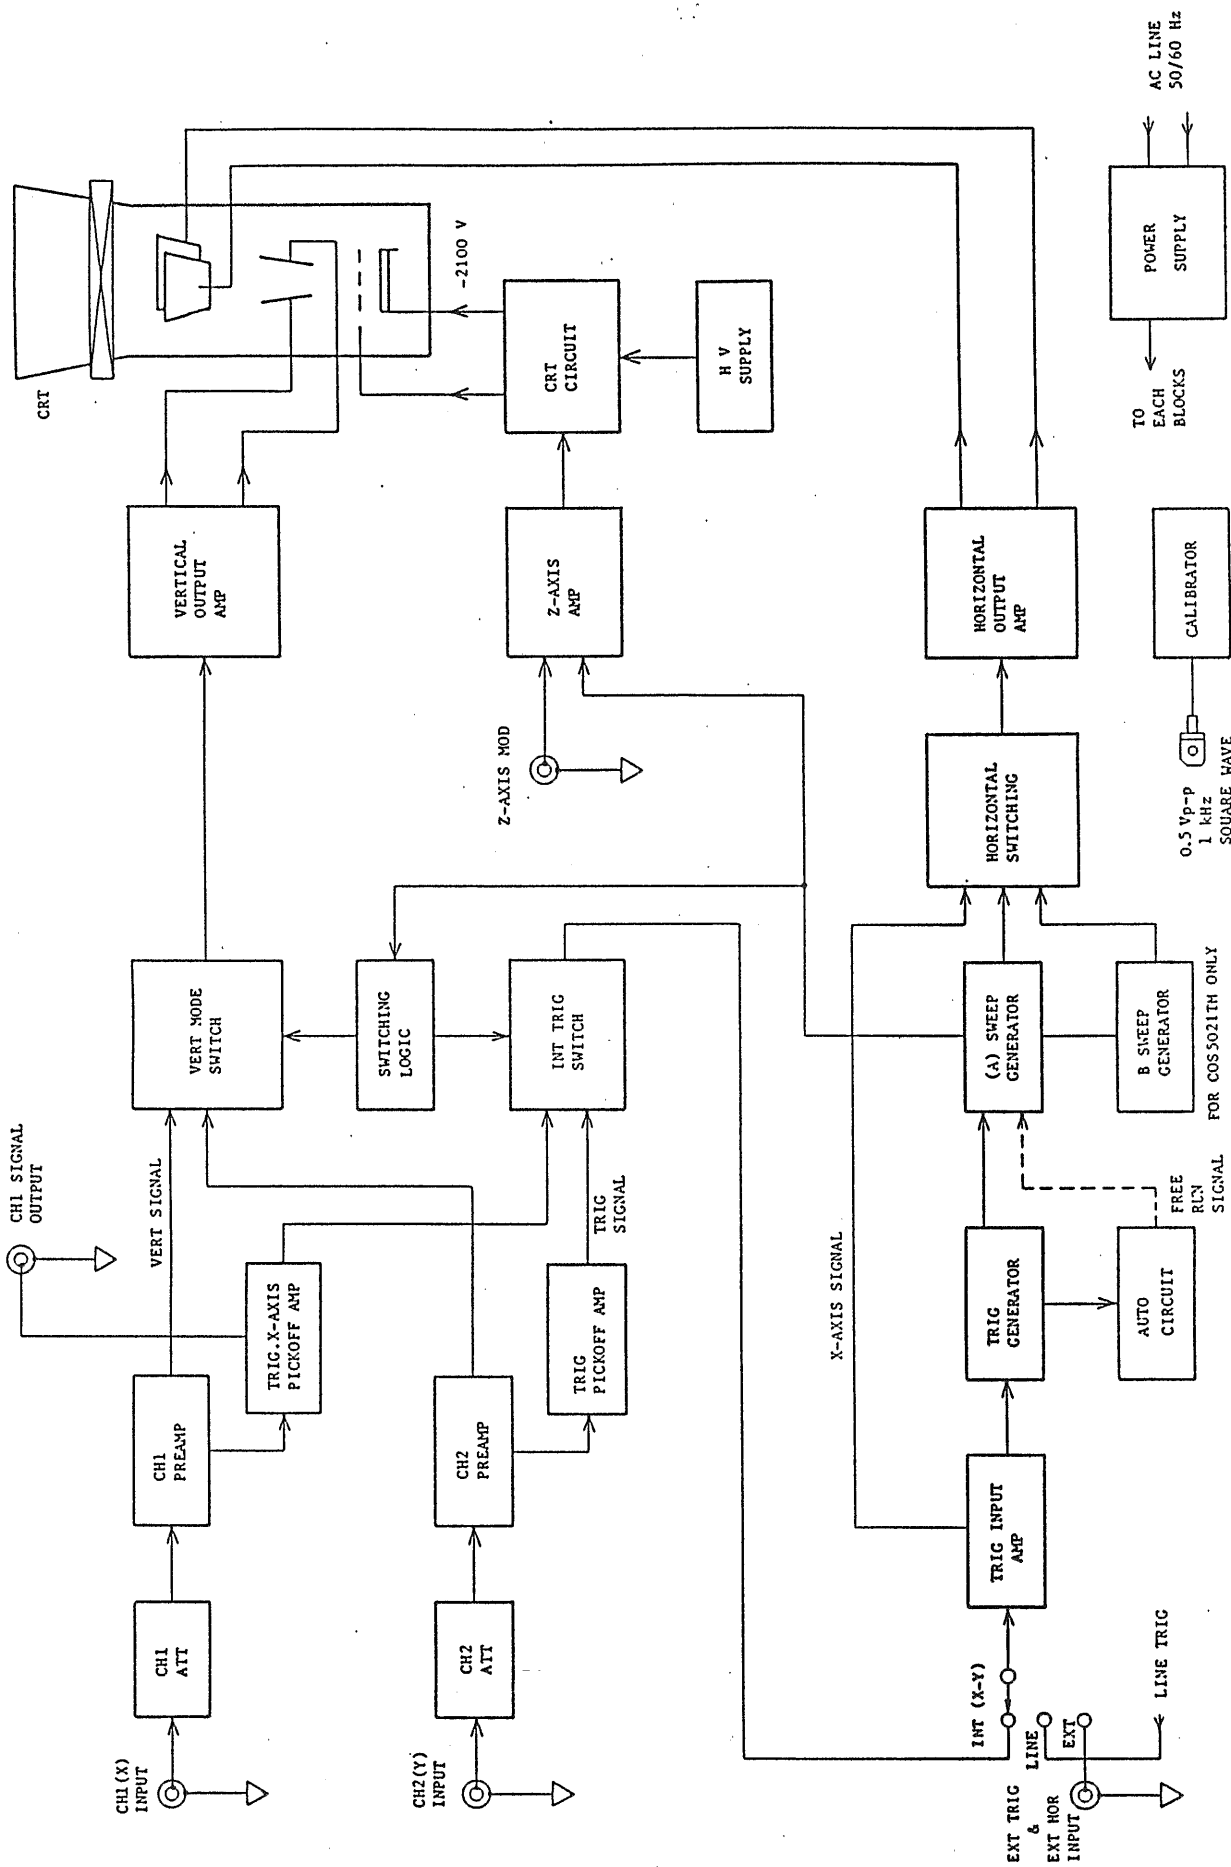 CH1(X)
INPUT
CH1
ATT
CH1
PREAMP
CH1 SIGNAL
OUTPUT
VERT SIGNAL
TRIG.X-AXIS
PICKOFF AMP
VERT MODE
SWITCH
VERTICAL
OUTPUT
AMP
CRT
CH2(Y)
INPUT
CH2
ATT
CH2
PREAMP
TRIG
PICKOFF AMP
TRIG
SIGNAL
SWITCHING
LOGIC
INT TRIG
SWITCH
Z-AXIS MOD
Z-AXIS
AMP
CRT
CIRCUIT
-2100 V
H V
SUPPLY
X-AXIS SIGNAL
INT (X-Y)
LINE
EXT
EXT TRIG
&
EXT HOR
INPUT
LINE TRIG
TRIG INPUT
AMP
TRIG
GENERATOR
AUTO
CIRCUIT
FREE
RUN
SIGNAL
(A) SWEEP
GENERATOR
B SWEEP
GENERATOR
FOR COS5021TM ONLY
HORIZONTAL
SWITCHING
HORIZONTAL
OUTPUT
AMP
0.5 Vp-p
1 kHz
SQUARE WAVE
CALIBRATOR
TO
EACH
BLOCKS
POWER
SUPPLY
AC LINE
50/60 Hz